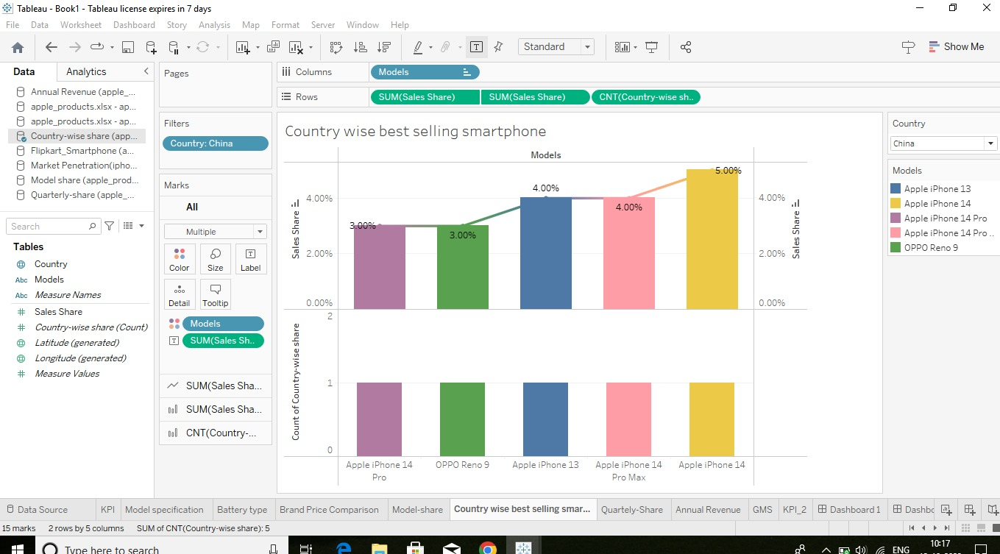 Tableau - Book1 - Tableau license expires in 7 days
File Data Worksheet Dashboard Story Analysis Map Format Server Window Help
Standard
Show Me
Data Analytics
Annual Revenue (apple_...
apple_products.xlsx - ap...
apple_products.xlsx - ap...
Country-wise share (app...
Flipkart_Smartphone (a...
Market Penetration(ipho...
Model share (apple_prod...
Quarterly-share (apple_...
Search
Tables
Country
Abc Models
Abc Measure Names
Sales Share
Country-wise share (Count)
Latitude (generated)
Longitude (generated)
Measure Values
Pages
Filters
Country: China
Marks
All
Multiple
Color Size Label
Detail Tooltip
Models
SUM(Sales Sh..
SUM(Sales Sha...
SUM(Sales Sha...
CNT(Country-...
Columns Models
Rows SUM(Sales Share) SUM(Sales Share) CNT(Country-wise sh..
Country wise best selling smartphone
Models
Sales Share
4.00%
2.00%
0.00%
3.00%
3.00%
4.00%
4.00%
5.00%
4.00%
2.00%
0.00%
Sales Share
Count of Country-wise share
2
1
0
Apple iPhone 14
Pro
OPPO Reno 9
Apple iPhone 13
Apple iPhone 14
Pro Max
Apple iPhone 14
Country
China
Models
Apple iPhone 13
Apple iPhone 14
Apple iPhone 14 Pro
Apple iPhone 14 Pro ..
OPPO Reno 9
Data Source KPI Model specification Battery type Brand Price Comparison Model-share Country wise best selling smar... Quartely-Share Annual Revenue GMS KPI_2 Dashboard 1 Dashbo
15 marks 2 rows by 5 columns SUM of CNT(Country-wise share): 5
Type here to search
ENG
10:17